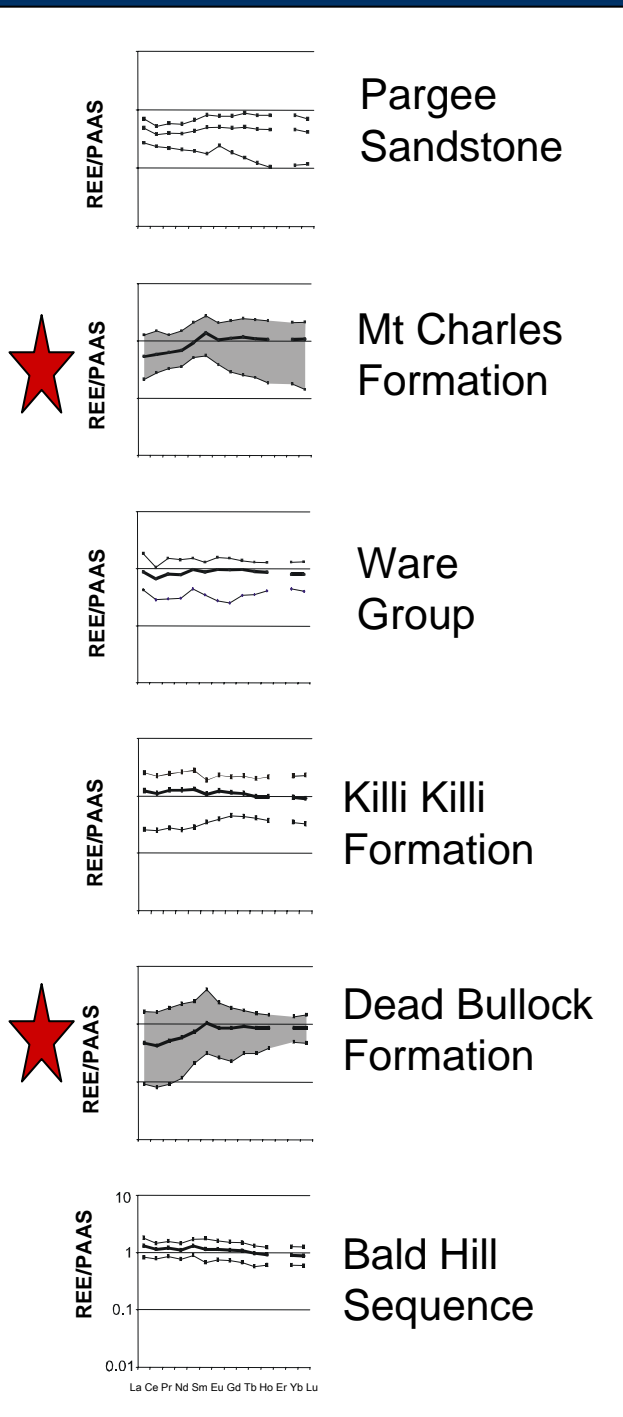 REE/PAAS
Pargee
Sandstone
REE/PAAS
Mt Charles
Formation
REE/PAAS
Ware
Group
REE/PAAS
Killi Killi
Formation
REE/PAAS
Dead Bullock
Formation
REE/PAAS
10
1
0.1
0.01
Bald Hill
Sequence
La Ce Pr Nd Sm Eu Gd Tb Ho Er Yb Lu